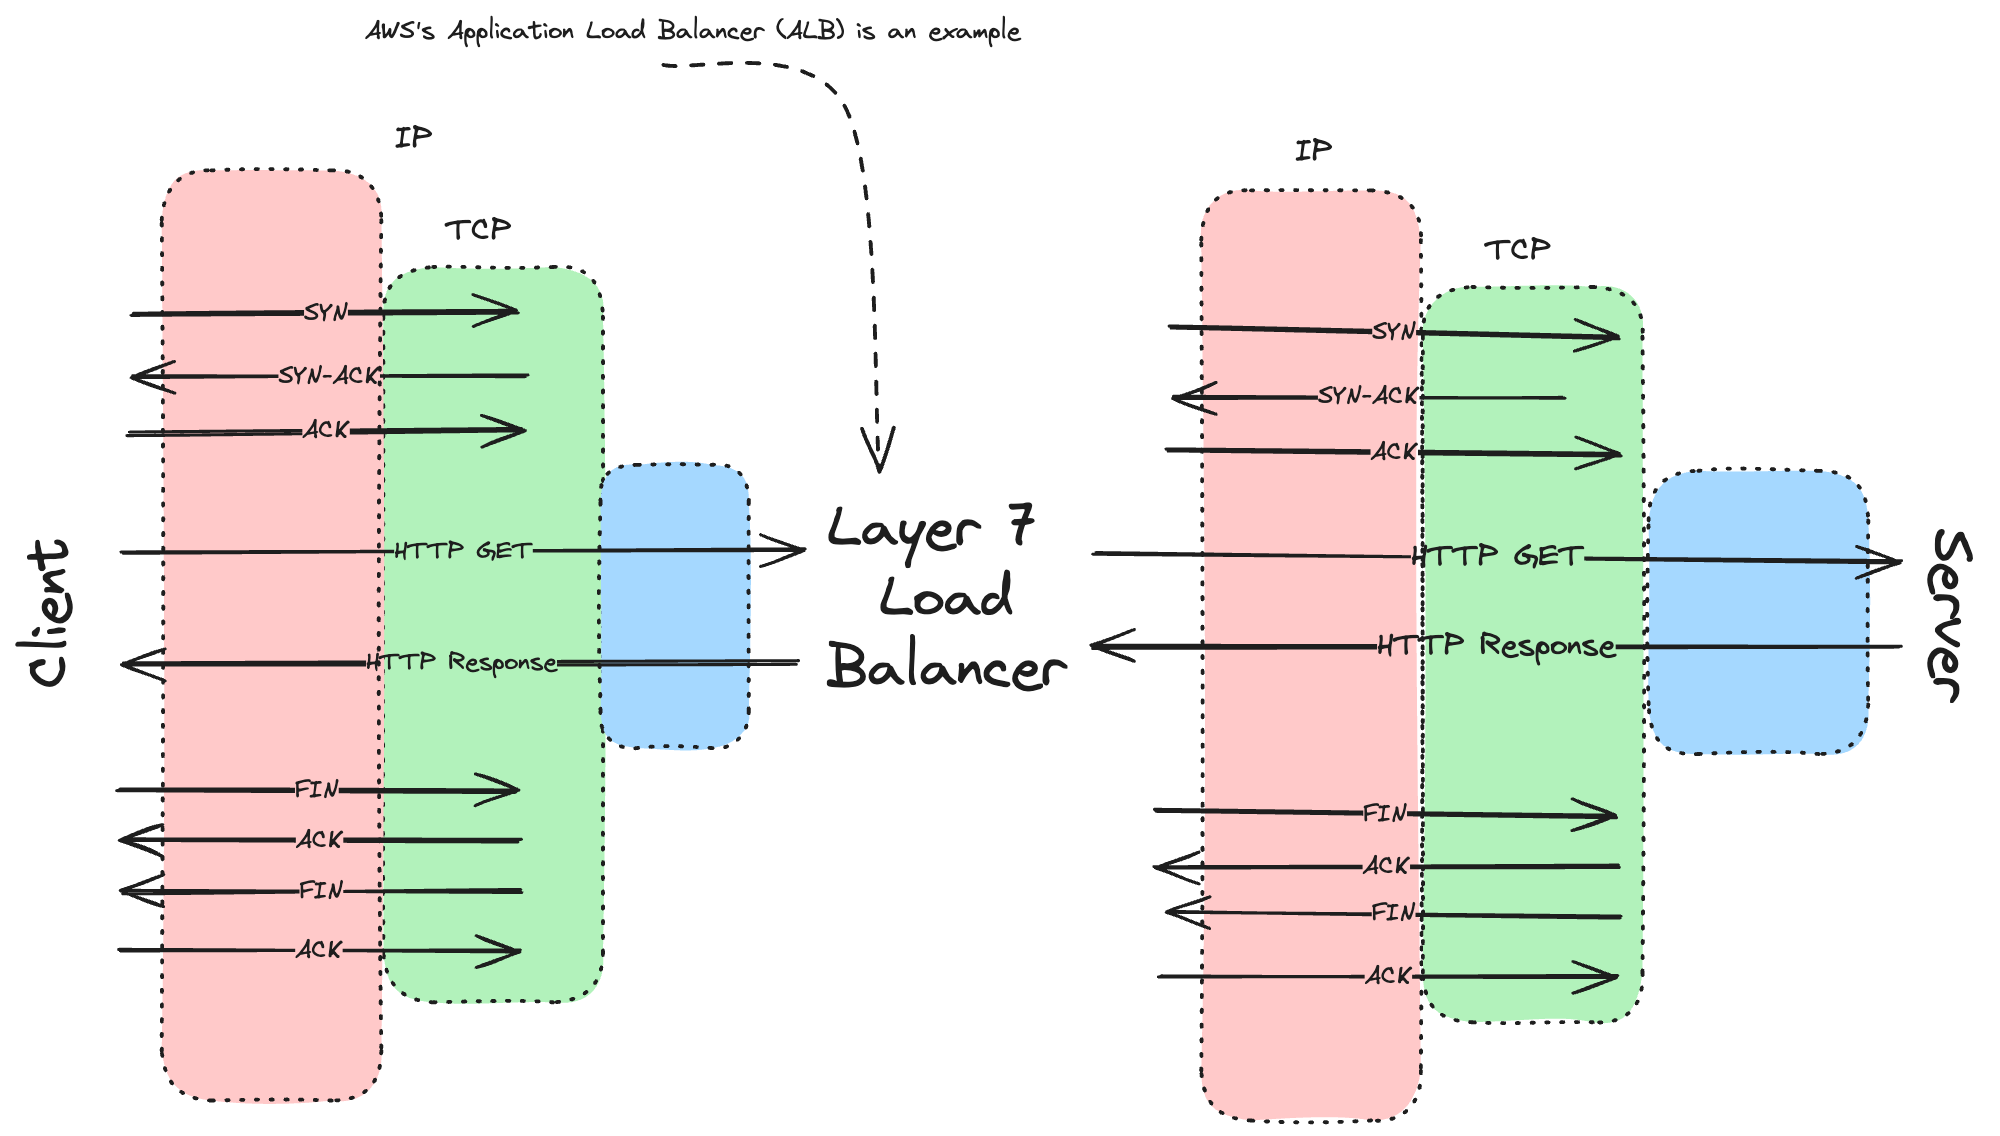 AWS's Application Load Balancer (ALB) is an example
IP
TCP
SYN
SYN-ACK
ACK
HTTP GET
HTTP Response
FIN
ACK
FIN
ACK
Client
Layer 7
Load
Balancer
IP
TCP
SYN
SYN-ACK
ACK
HTTP GET
HTTP Response
FIN
ACK
FIN
ACK
Server